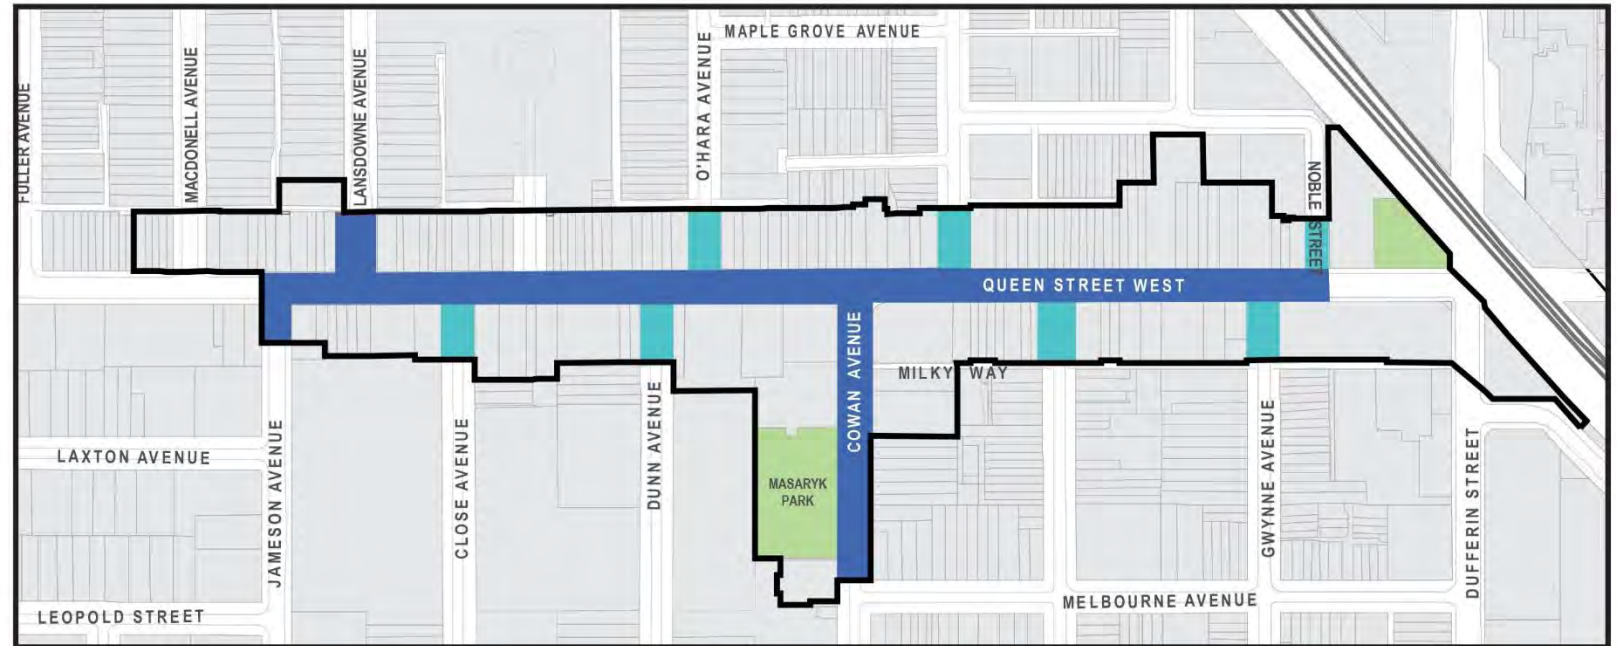 MAPLE GROVE AVENUE
FULLER AVENUE
MACDONELL AVENUE
LANSDOWNE AVENUE
O'HARA AVENUE
NOBLE STREET
QUEEN STREET WEST
COWAN AVENUE
MILKY WAY
LAXTON AVENUE
JAMESON AVENUE
CLOSE AVENUE
DUNN AVENUE
MASARYK
PARK
GWYNNE AVENUE
DUFFERIN STREET
LEOPOLD STREET
MELBOURNE AVENUE